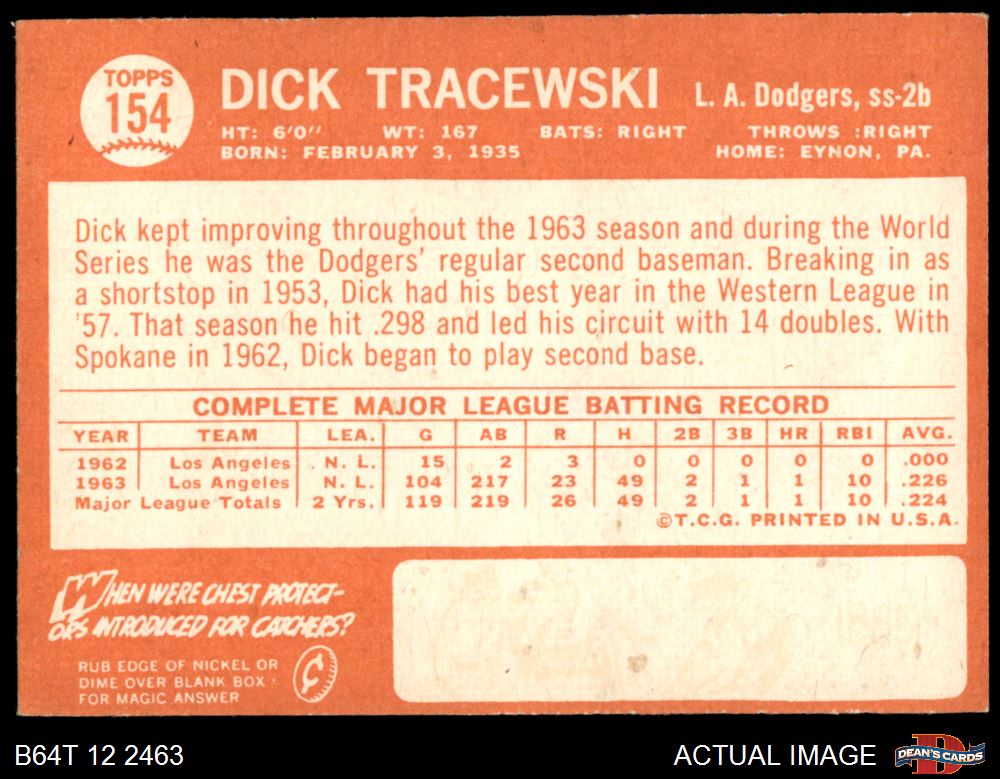 TOPPS
154
DICK TRACEWSKI L. A. Dodgers, ss-2b
HT: 6'0" WT: 167 BATS: RIGHT THROWS :RIGHT
BORN: FEBRUARY 3, 1935 HOME: EYNON, PA.
Dick kept improving throughout the 1963 season and during the World
Series he was the Dodgers' regular second baseman. Breaking in as
a shortstop in 1953, Dick had his best year in the Western League in
'57. That season he hit .298 and led his circuit with 14 doubles. With
Spokane in 1962, Dick began to play second base.
COMPLETE MAJOR LEAGUE BATTING RECORD
YEAR TEAM LEA. G AB R H 2B 3B HR RBI AVG.
1962 Los Angeles N. L. 15 2 3 0 0 0 0 0 .000
1963 Los Angeles N. L. 104 217 23 49 2 1 1 10 .226
Major League Totals 2 Yrs. 119 219 26 49 2 1 1 10 .224
©T.C.G. PRINTED IN U.S.A.
WHEN WERE CHEST PROTECT-
ORS INTRODUCED FOR CATCHERS?
RUB EDGE OF NICKEL OR
DIME OVER BLANK BOX
FOR MAGIC ANSWER
¢
B64T 12 2463 ACTUAL IMAGE DEAN'S CARDS